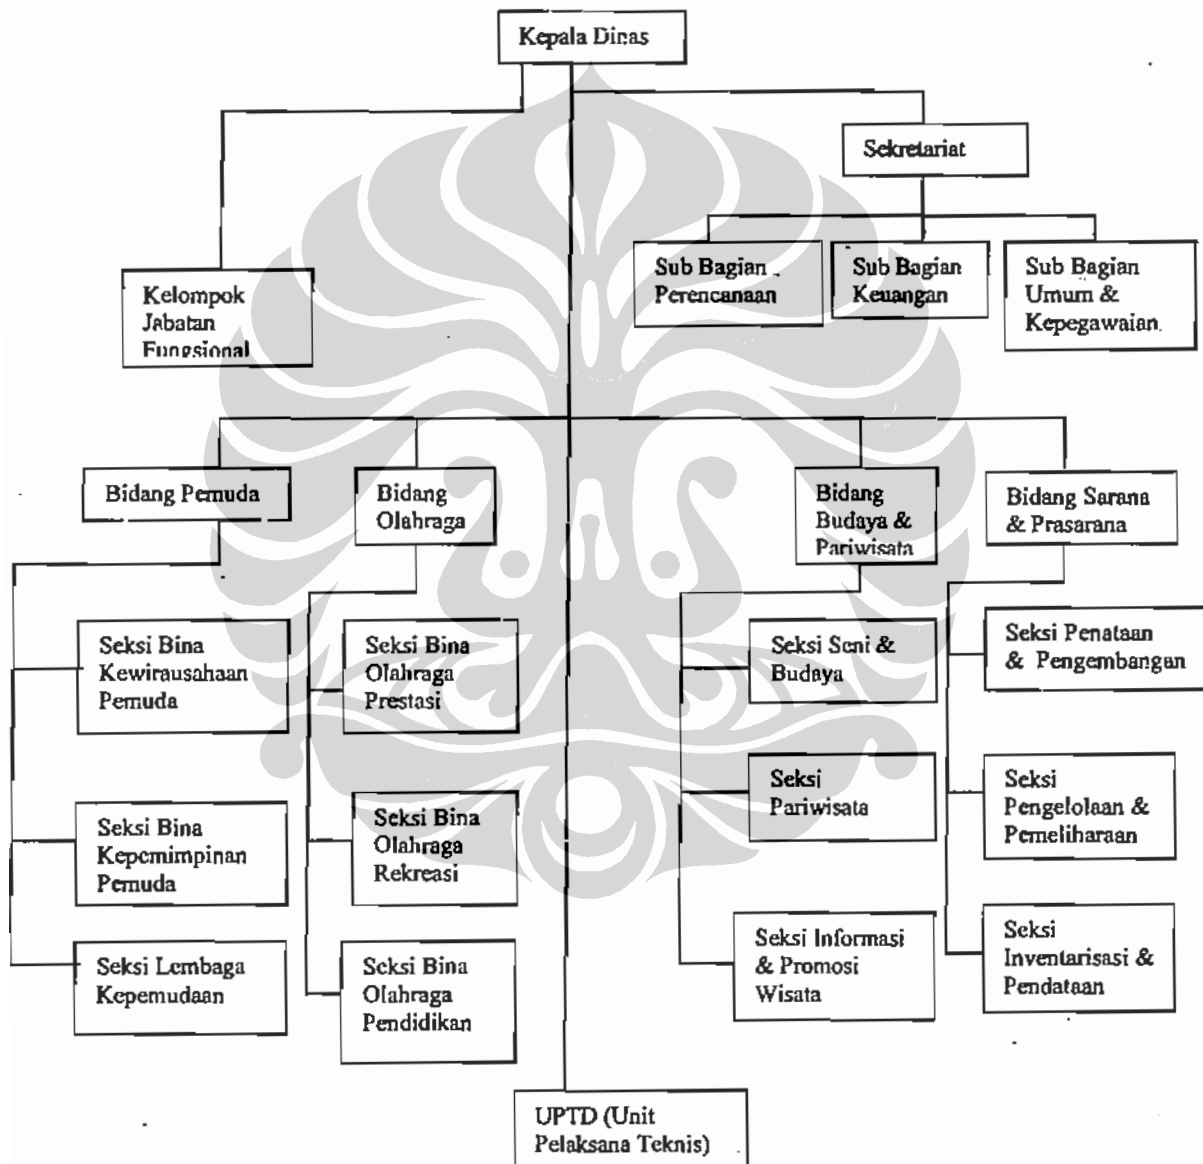 Kepala Dinas
Sekretariat
Sub Bagian
Perencanaan
Sub Bagian
Keuangan
Sub Bagian
Umum &
Kepegawaian
Kelompok
Jabatan
Fungsional
Bidang Pemuda
Bidang
Olahraga
Bidang
Budaya &
Pariwisata
Bidang Sarana
& Prasarana
Seksi Bina
Kewirausahaan
Pemuda
Seksi Bina
Olahraga
Prestasi
Seksi Seni &
Budaya
Seksi Penataan
& Pengembangan
Seksi Bina
Kepemimpinan
Pemuda
Seksi Bina
Olahraga
Rekreasi
Seksi
Pariwisata
Seksi
Pengelolaan &
Pemeliharaan
Seksi Lembaga
Kepemudaan
Seksi Bina
Olahraga
Pendidikan
Seksi Informasi
& Promosi
Wisata
Seksi
Inventarisasi &
Pendataan
UPTD (Unit
Pelaksana Teknis)